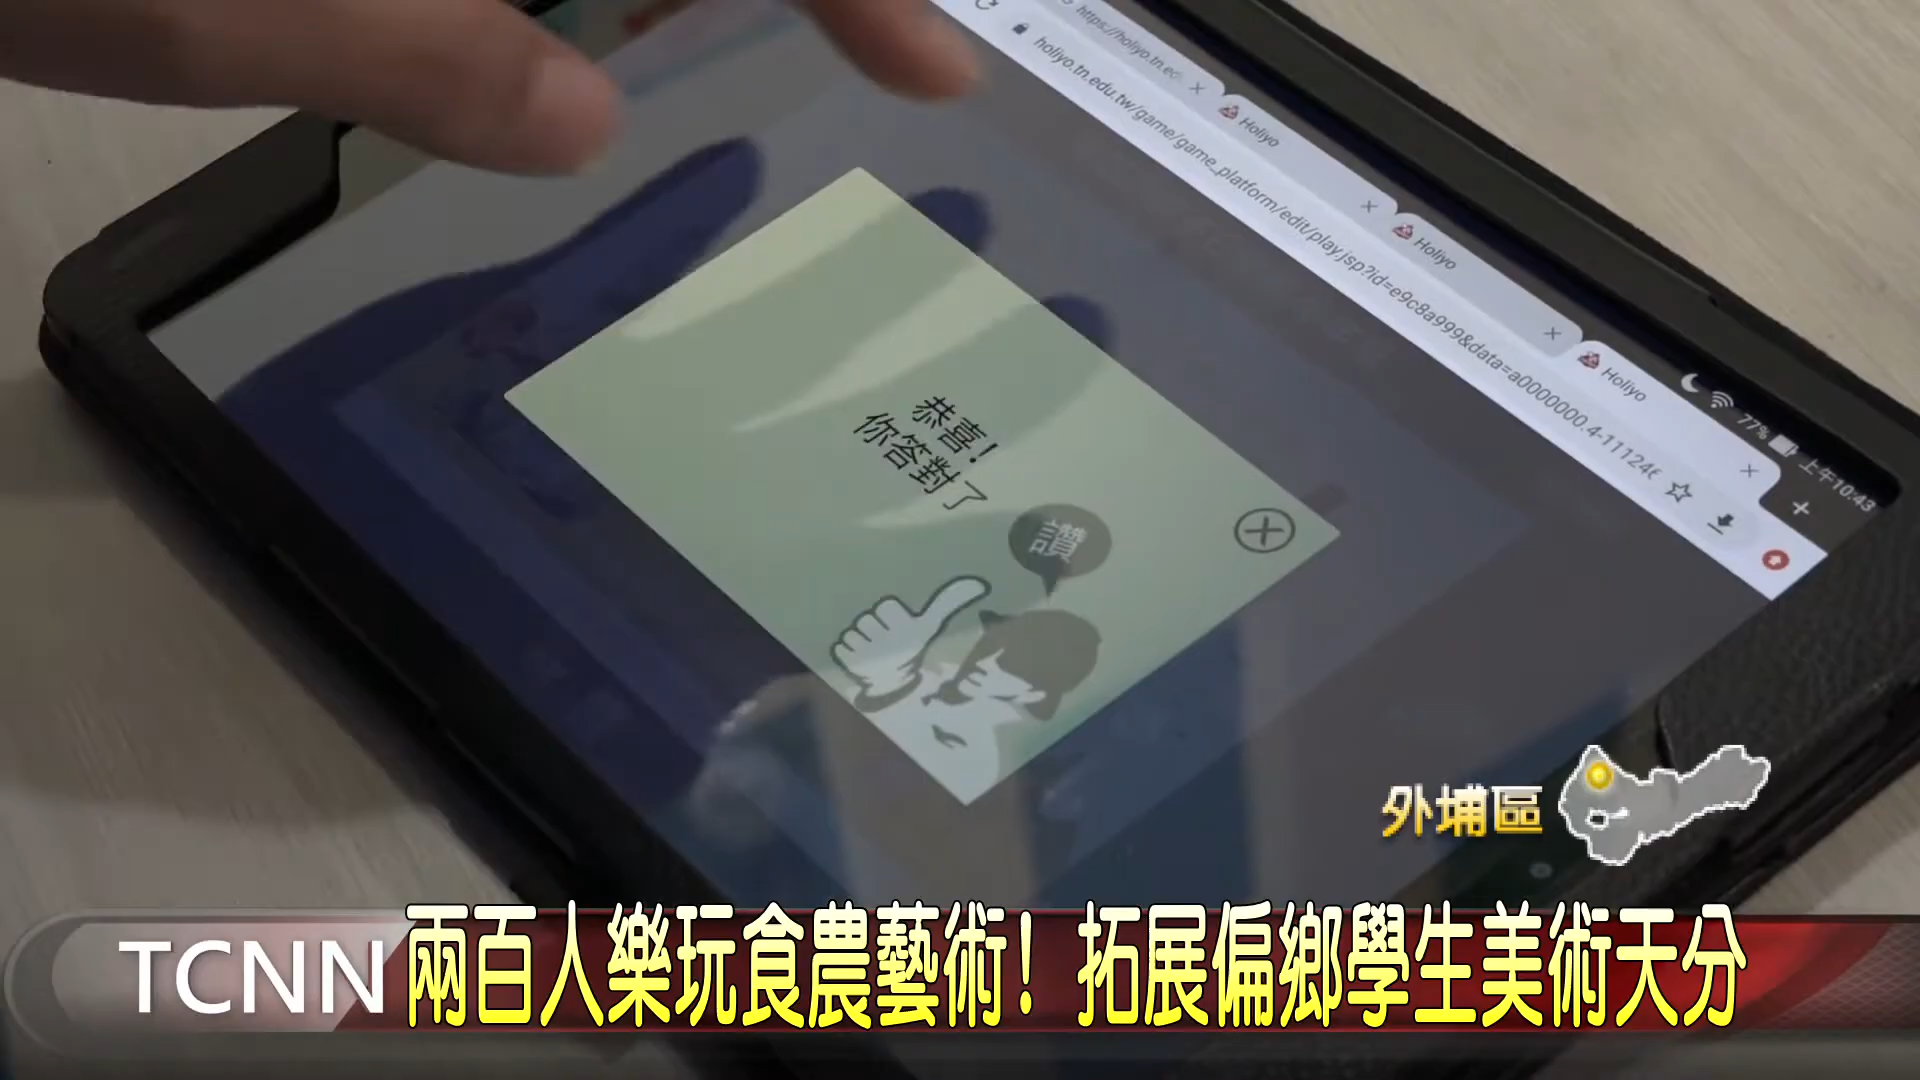 https://holiyo.tn.ed
Holiyo
Holiyo
Holiyo
77%
上午10:43
holiyo.tn.edu.tw/game/game_platform/edit/play.jsp?id=e9c8a999&data=a0000000.4-11124
恭喜!
你答對了
讚
外埔區
TCNN
兩百人樂玩食農藝術! 拓展偏鄉學生美術天分